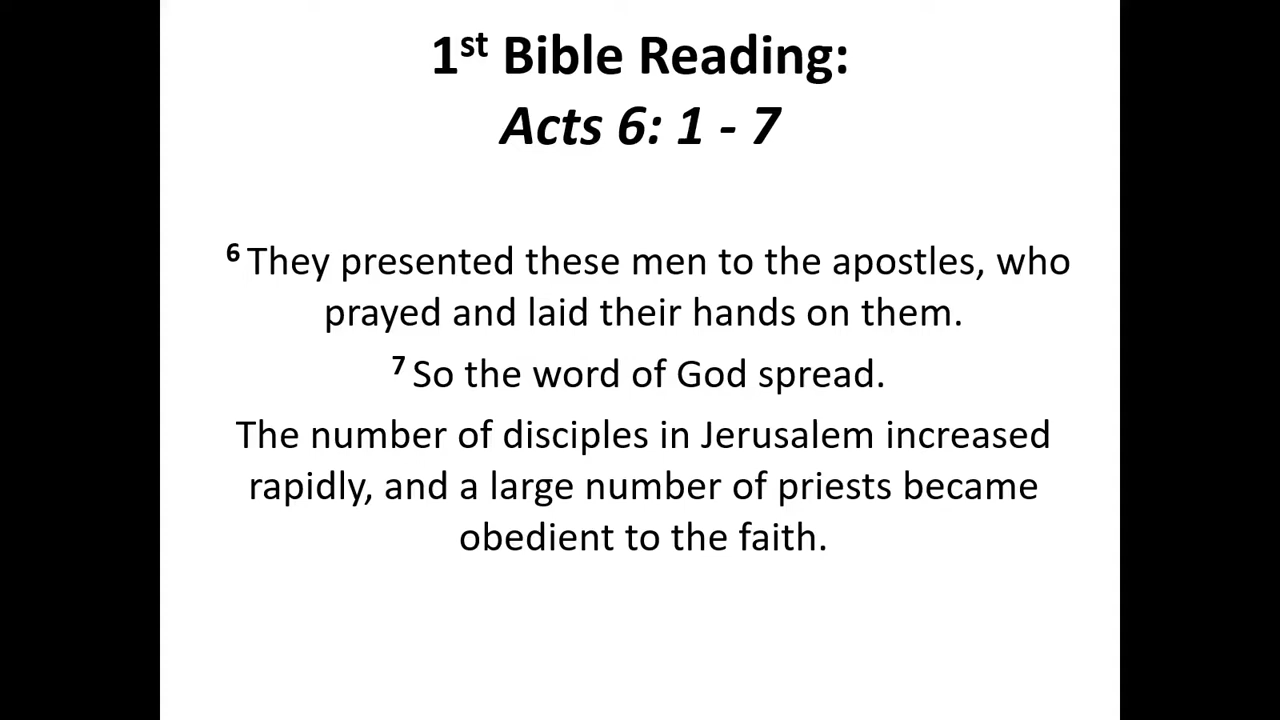 1st Bible Reading:
Acts 6: 1 - 7
6 They presented these men to the apostles, who
prayed and laid their hands on them.
7 So the word of God spread.
The number of disciples in Jerusalem increased
rapidly, and a large number of priests became
obedient to the faith.